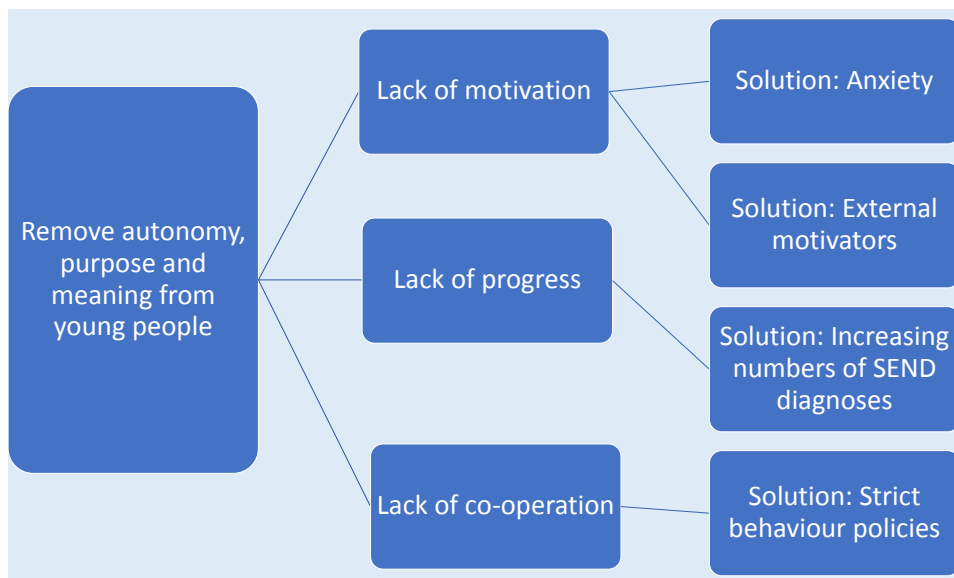 Remove autonomy,
purpose and
meaning from
young people
Lack of motivation
Solution: Anxiety
Solution: External
motivators
Lack of progress
Solution: Increasing
numbers of SEND
diagnoses
Lack of co-operation
Solution: Strict
behaviour policies